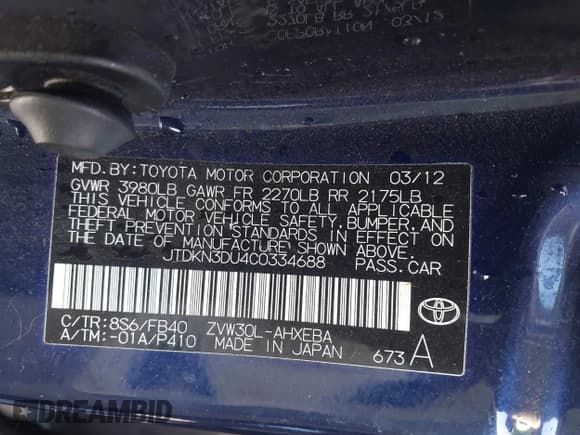 MFD. BY: TOYOTA MOTOR CORPORATION 03/12
GVWR 3980LB GAWR FR 2270LB RR 2175LB
THIS VEHICLE CONFORMS TO ALL APPLICABLE
FEDERAL MOTOR VEHICLE SAFETY, BUMPER, AND
THEFT PREVENTION STANDARDS IN EFFECT ON
THE DATE OF MANUFACTURE SHOWN ABOVE.
JTDKN3DU4C0334688 PASS. CAR
C/TR: 8S6/FB40 ZVW30L-AHXEBA
A/TM: -01A/P410 MADE IN JAPAN 673 A
DREAMBID